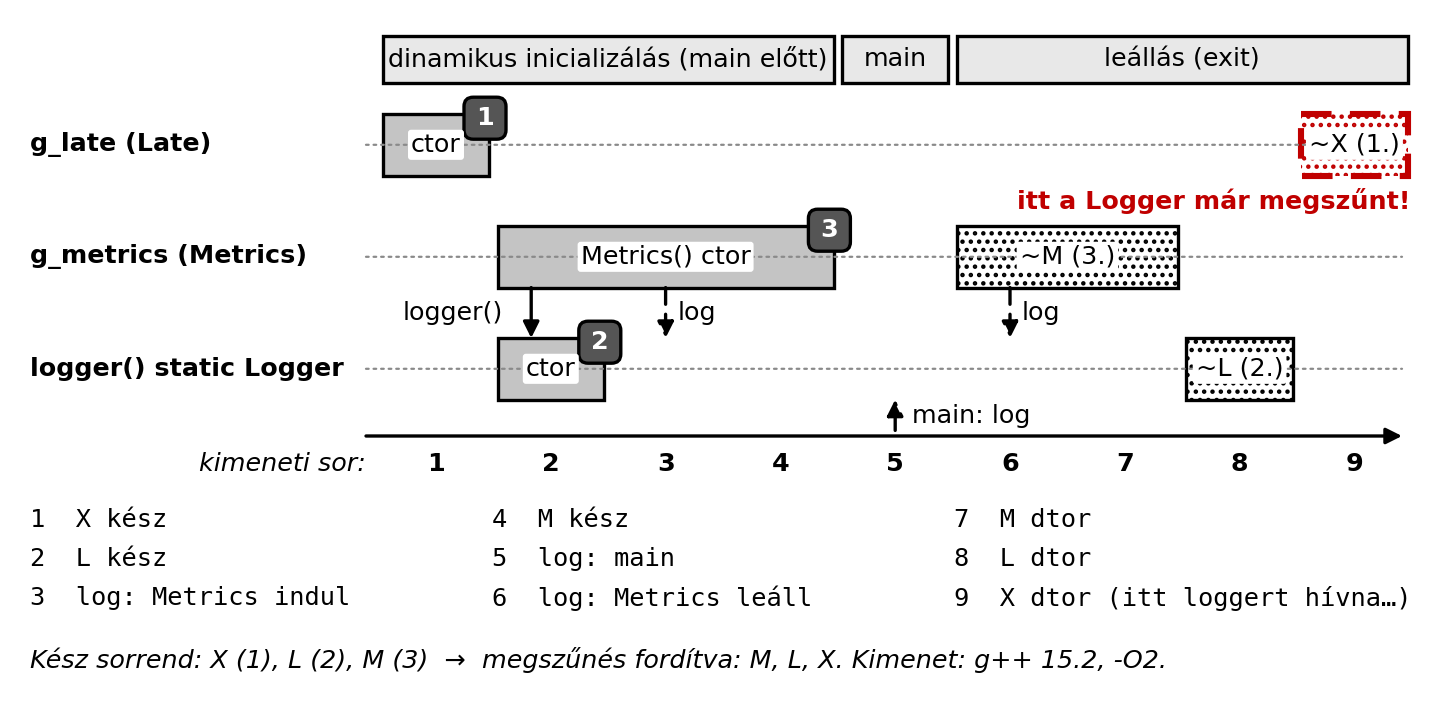 dinamikus inicializálás (main előtt) main leállás (exit)
1
g_late (Late) ctor ~X (1.)
itt a Logger már megszűnt!
3
g_metrics (Metrics) Metrics() ctor ~M (3.)
logger() log log
2
logger() static Logger ctor ~L (2.)
main: log
kimeneti sor: 1 2 3 4 5 6 7 8 9
1 X kész 4 M kész 7 M dtor
2 L kész 5 log: main 8 L dtor
3 log: Metrics indul 6 log: Metrics leáll 9 X dtor (itt loggert hívna…)
Kész sorrend: X (1), L (2), M (3) → megszűnés fordítva: M, L, X. Kimenet: g++ 15.2, -O2.